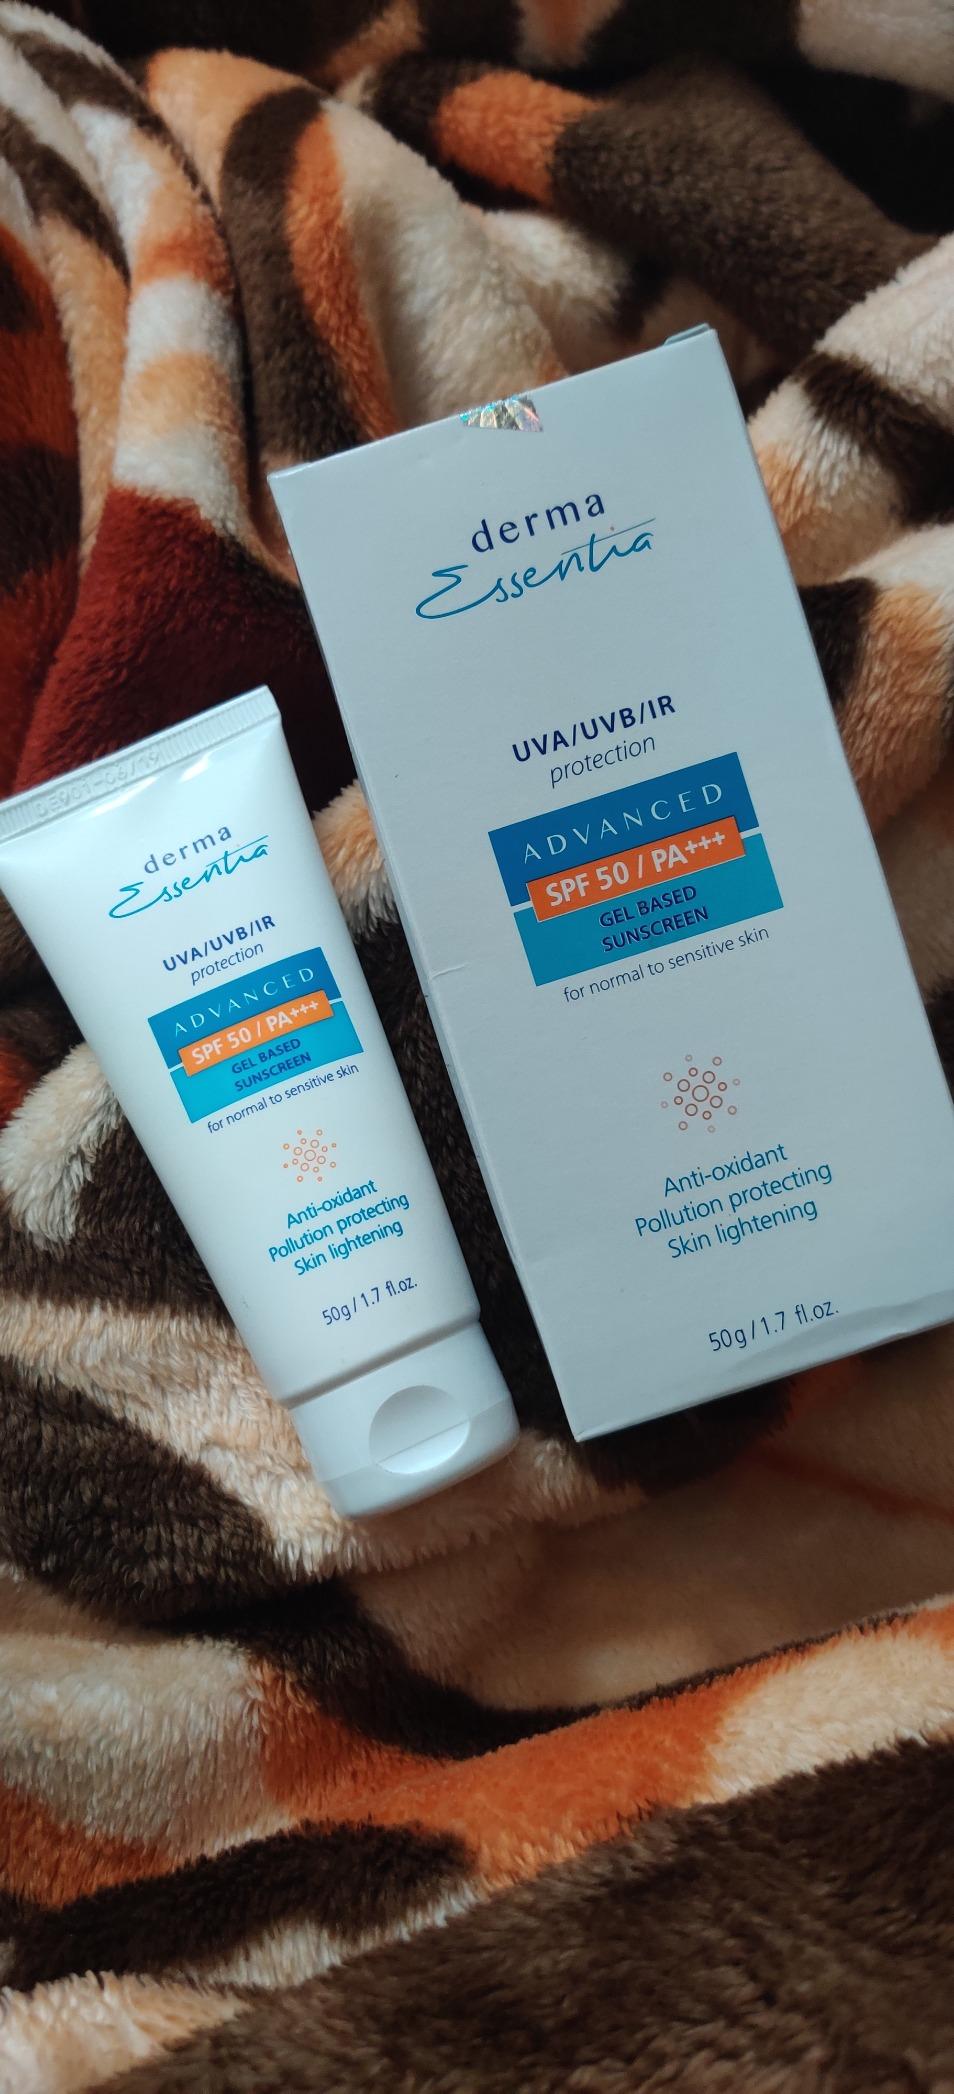 derma
Essentia
UVA/UVB/IR
protection
ADVANCED
SPF 50 / PA+++
GEL BASED
SUNSCREEN
for normal to sensitive skin
Anti-oxidant
Pollution protecting
Skin lightening
50g/1.7 fl.oz.
derma
Essentia
UVA/UVB/IR
protection
ADVANCED
SPF 50 / PA+++
GEL BASED
SUNSCREEN
for normal to sensitive skin
Anti-oxidant
Pollution protecting
Skin lightening
50g/1.7 fl.oz.